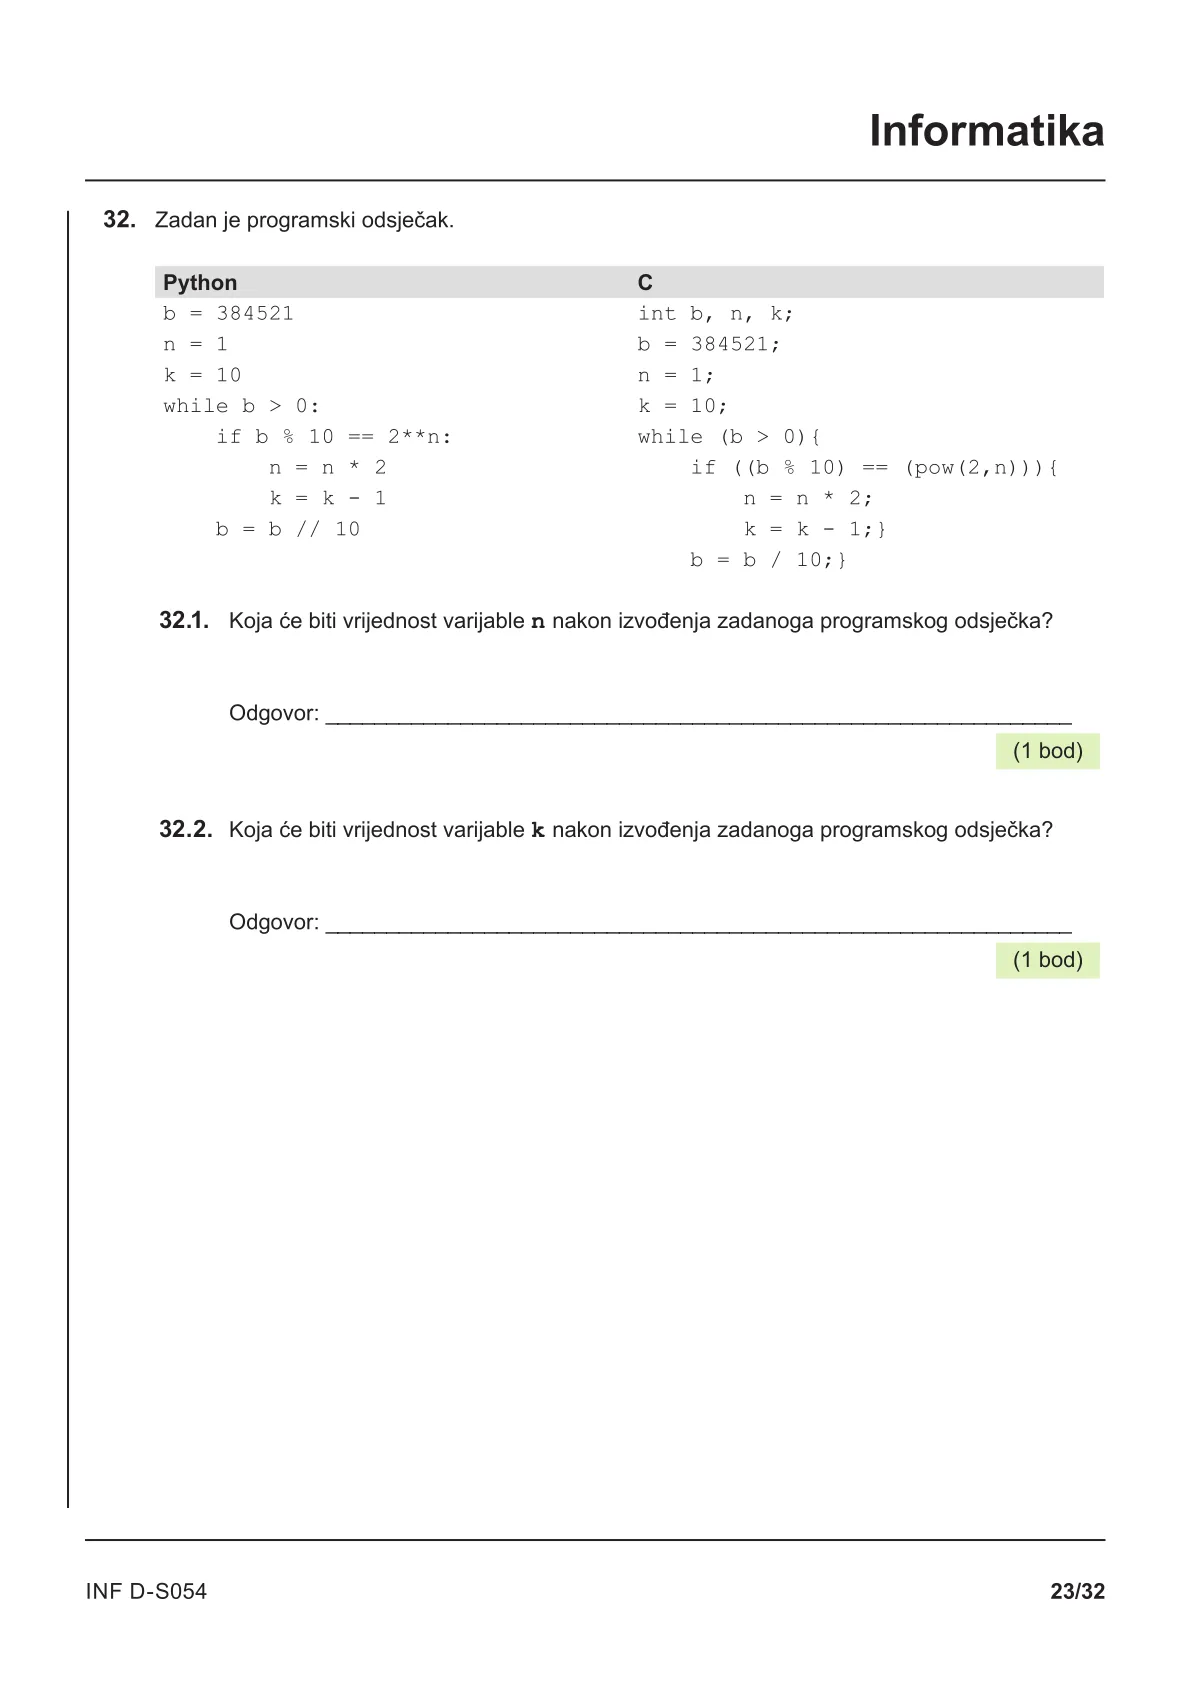 Informatika
32. Zadan je programski odsječak.
Python C
b = 384521 int b, n, k;
n = 1 b = 384521;
k = 10 n = 1;
while b > 0: k = 10;
if b % 10 == 2**n: while (b > 0){
n = n * 2 if ((b % 10) == (pow(2,n))){
k = k - 1 n = n * 2;
b = b // 10 k = k - 1;}
b = b / 10;}
32.1. Koja će biti vrijednost varijable n nakon izvođenja zadanoga programskog odsječka?
Odgovor: ______________________________________________________________
(1 bod)
32.2. Koja će biti vrijednost varijable k nakon izvođenja zadanoga programskog odsječka?
Odgovor: ______________________________________________________________
(1 bod)
INF D-S054 23/32